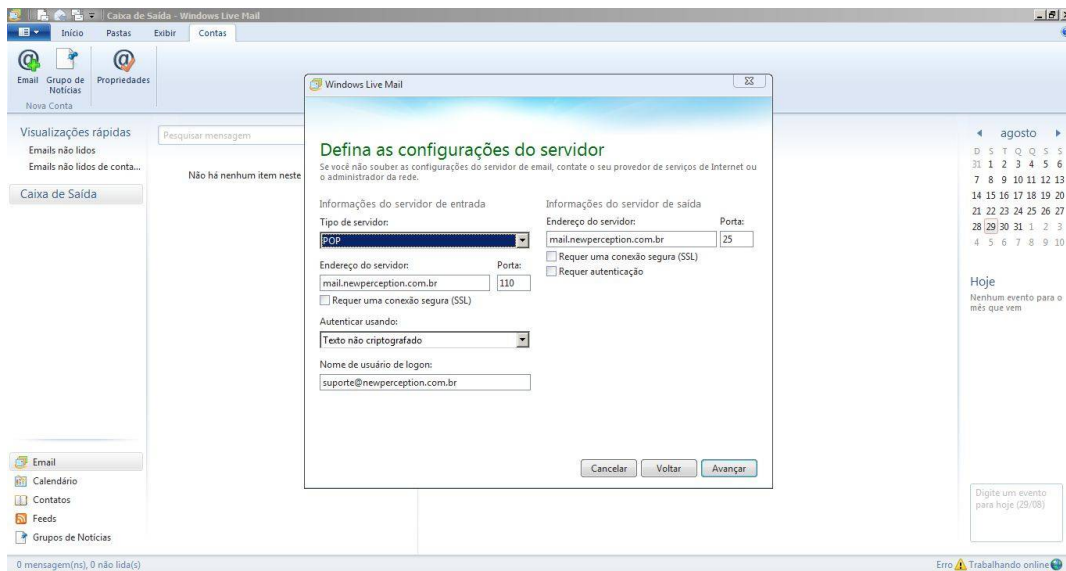 Caixa de Saída - Windows Live Mail
Início Pastas Exibir Contas
Email Grupo de Notícias Propriedades
Nova Conta
Visualizações rápidas
Emails não lidos
Emails não lidos de conta...
Caixa de Saída
Pesquisar mensagem
Não há nenhum item neste
Windows Live Mail
Defina as configurações do servidor
Se você não souber as configurações do servidor de email, contate o seu provedor de serviços de Internet ou
o administrador da rede.
Informações do servidor de entrada
Tipo de servidor:
POP
Endereço do servidor: Porta:
mail.newperception.com.br 110
Requer uma conexão segura (SSL)
Autenticar usando:
Texto não criptografado
Nome de usuário de logon:
suporte@newperception.com.br
Informações do servidor de saída
Endereço do servidor: Porta:
mail.newperception.com.br 25
Requer uma conexão segura (SSL)
Requer autenticação
Cancelar Voltar Avançar
agosto
D S T Q Q S S
31 1 2 3 4 5 6
7 8 9 10 11 12 13
14 15 16 17 18 19 20
21 22 23 24 25 26 27
28 29 30 31 1 2 3
4 5 6 7 8 9 10
Hoje
Nenhum evento para o
mês que vem
Digite um evento
para hoje (29/08)
Email
Calendário
Contatos
Feeds
Grupos de Notícias
0 mensagem(ns), 0 não lida(s)
Erro Trabalhando online